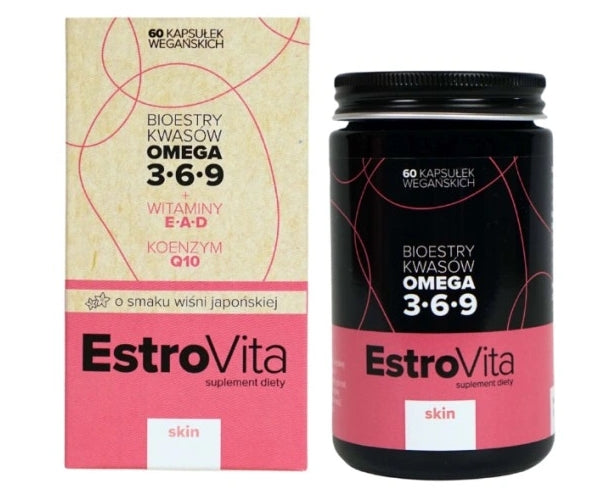 60 KAPSUŁEK
WEGAŃSKICH
BIOESTRY
KWASÓW
OMEGA
3·6·9
+
WITAMINY
E·A·D
KOENZYM
Q10
o smaku wiśni japońskiej
EstroVita
suplement diety
skin
60 KAPSUŁEK
WEGAŃSKICH
BIOESTRY
KWASÓW
OMEGA
3·6·9
EstroVita
suplement diety
skin